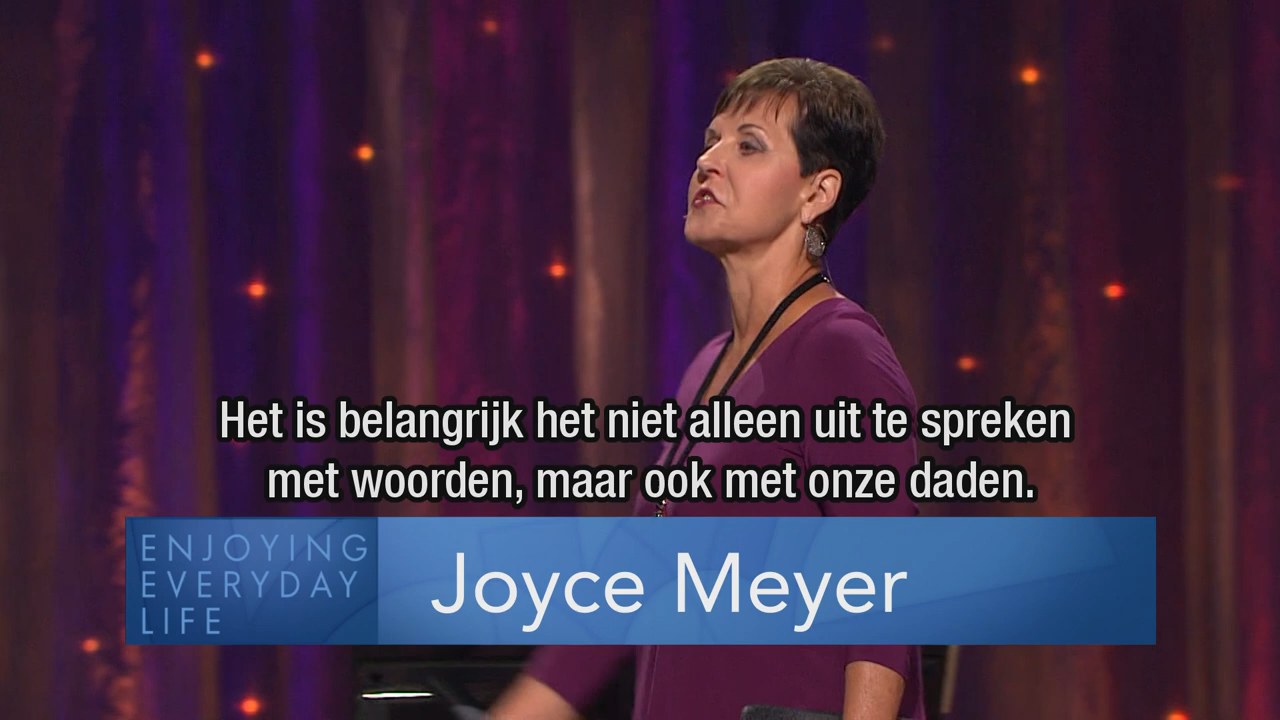 Het is belangrijk het niet alleen uit te spreken
met woorden, maar ook met onze daden.
ENJOYING
EVERYDAY
LIFE
Joyce Meyer